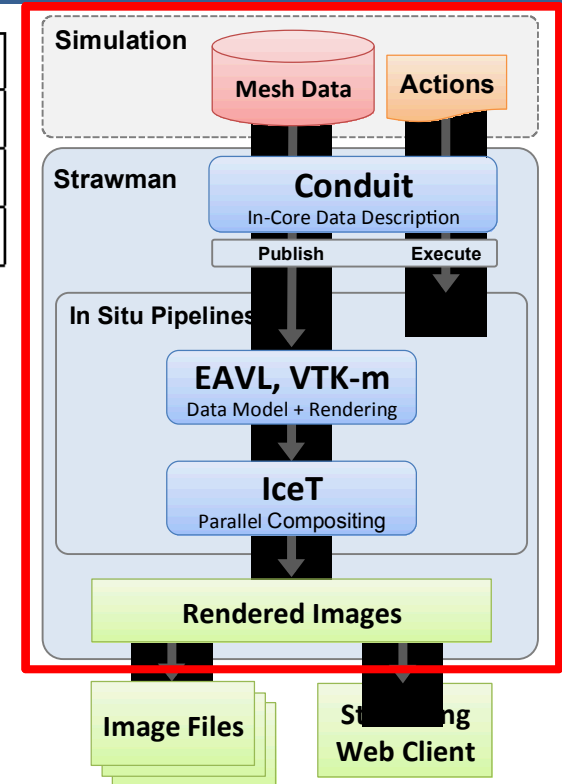 Simulation
Mesh Data
Actions
Strawman
Conduit
In-Core Data Description
Publish
Execute
In Situ Pipelines
EAVL, VTK-m
Data Model + Rendering
IceT
Parallel Compositing
Rendered Images
Image Files
Web Client